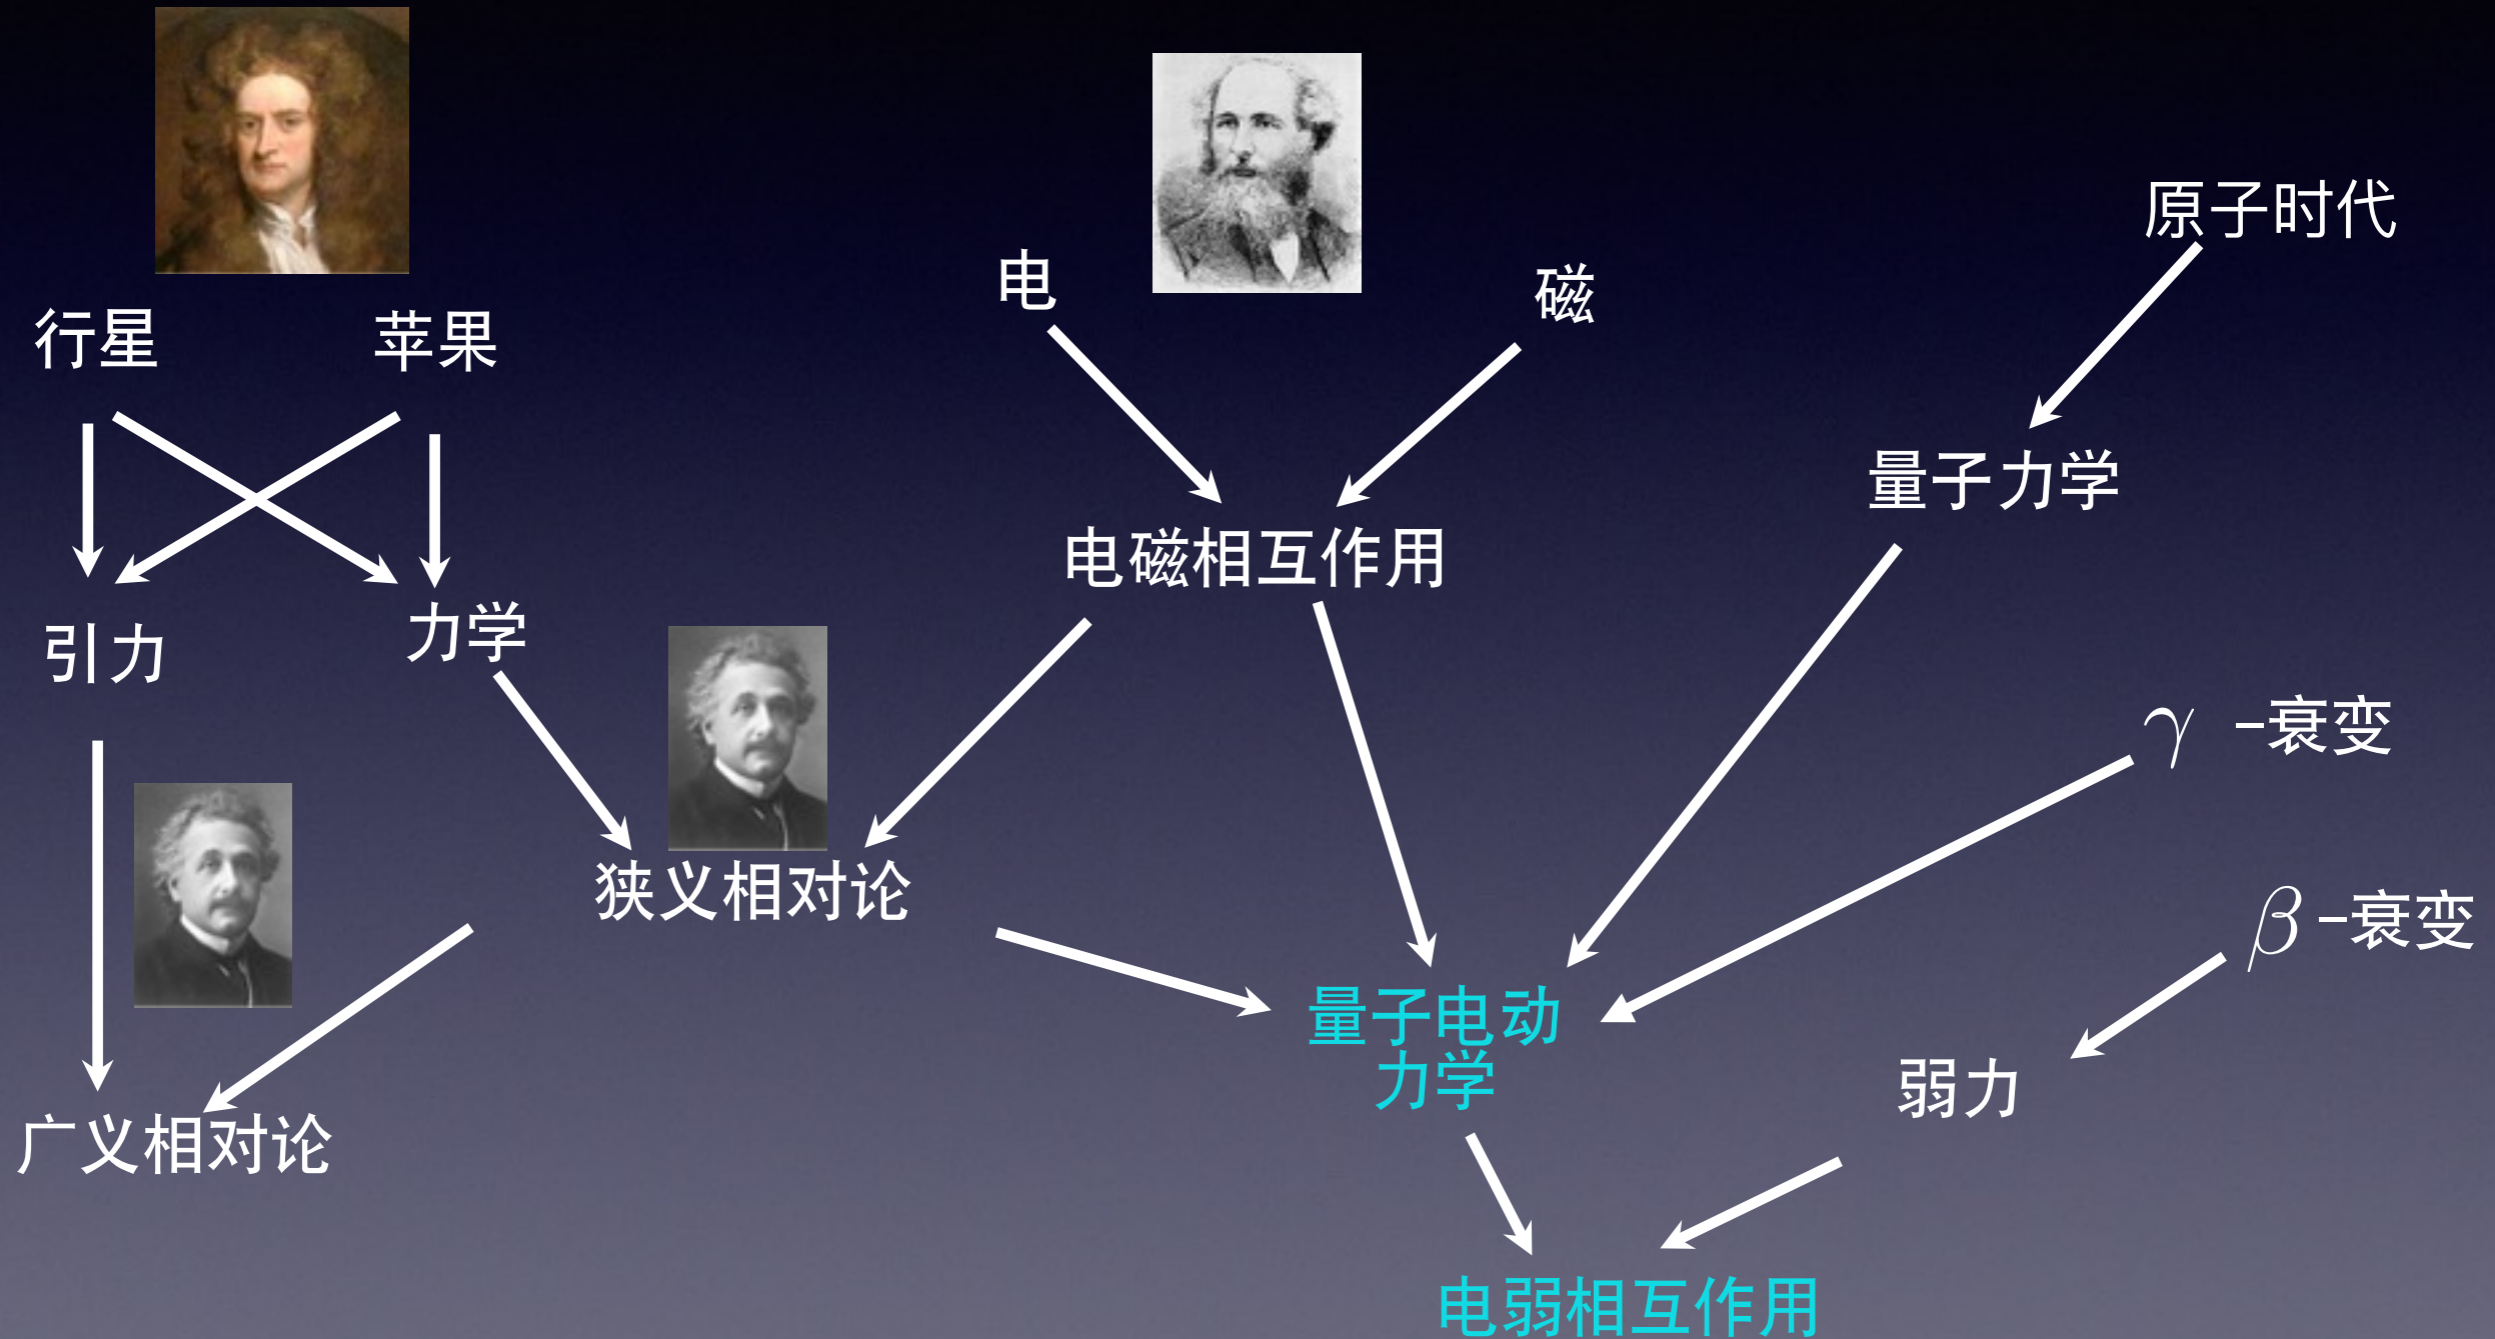 原子时代
电
磁
行星
苹果
量子力学
电磁相互作用
引力
力学
γ –衰变
狭义相对论
β –衰变
量子电动
力学
弱力
广义相对论
电弱相互作用